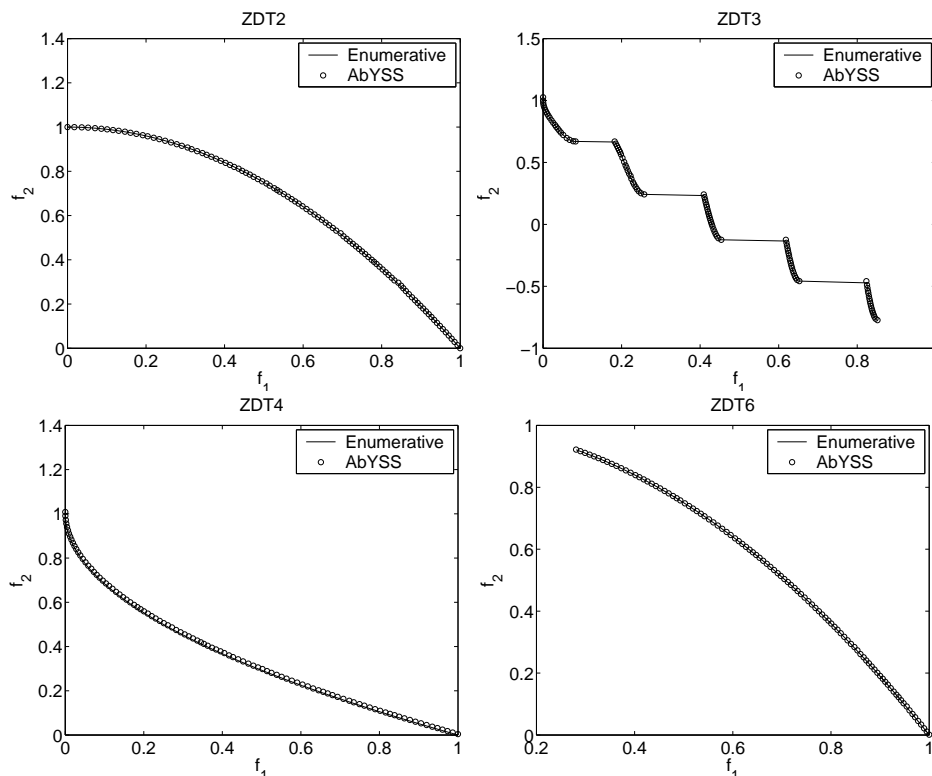 ZDT2
1.4
1.2
1
0.8
0.6
0.4
0.2
0
f2
Enumerative
AbYSS
0 0.2 0.4 0.6 0.8 1
f1
ZDT3
1.5
1
0.5
0
−0.5
−1
f2
Enumerative
AbYSS
0 0.2 0.4 0.6 0.8
f1
ZDT4
1.4
1.2
1
0.8
0.6
0.4
0.2
0
f2
Enumerative
AbYSS
0 0.2 0.4 0.6 0.8 1
f1
ZDT6
1
0.8
0.6
0.4
0.2
0
f2
Enumerative
AbYSS
0.2 0.4 0.6 0.8 1
f1